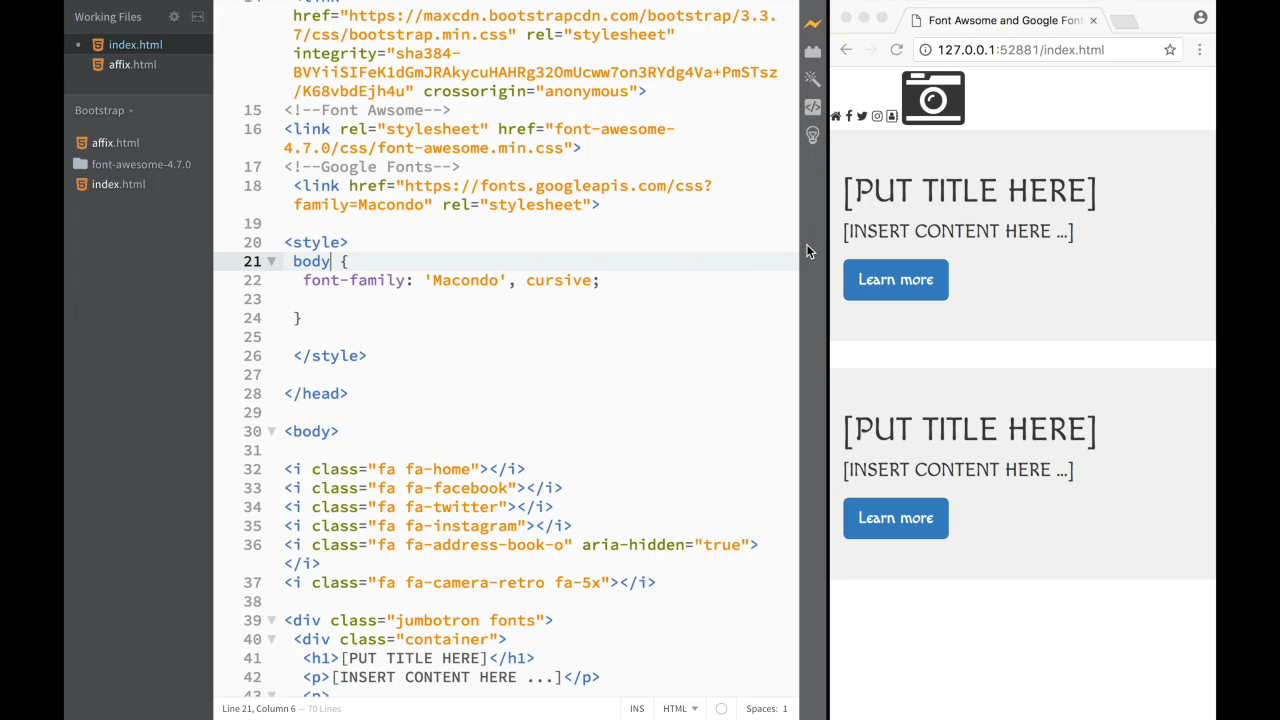 Working Files
index.html
affix.html
Bootstrap
affix.html
font-awesome-4.7.0
index.html
href="https://maxcdn.bootstrapcdn.com/bootstrap/3.3.
7/css/bootstrap.min.css" rel="stylesheet"
integrity="sha384-
BVYiiSIFeK1dGmJRAkycuHAHRg32OmUcww7on3RYdg4Va+PmSTsz
/K68vbdEjh4u" crossorigin="anonymous">
15 <!--Font Awsome-->
16 <link rel="stylesheet" href="font-awesome-
4.7.0/css/font-awesome.min.css">
17 <!--Google Fonts-->
18 <link href="https://fonts.googleapis.com/css?
family=Macondo" rel="stylesheet">
19
20 <style>
21 body {
22 font-family: 'Macondo', cursive;
23
24 }
25
26 </style>
27
28 </head>
29
30 <body>
31
32 <i class="fa fa-home"></i>
33 <i class="fa fa-facebook"></i>
34 <i class="fa fa-twitter"></i>
35 <i class="fa fa-instagram"></i>
36 <i class="fa fa-address-book-o" aria-hidden="true">
</i>
37 <i class="fa fa-camera-retro fa-5x"></i>
38
39 <div class="jumbotron fonts">
40 <div class="container">
41 <h1>[PUT TITLE HERE]</h1>
42 <p>[INSERT CONTENT HERE ...]</p>
43 <p>
Line 21, Column 6 — 70 Lines
INS
HTML
Spaces: 1
Font Awsome and Google Font
127.0.0.1:52881/index.html
[PUT TITLE HERE]
[INSERT CONTENT HERE ...]
Learn more
[PUT TITLE HERE]
[INSERT CONTENT HERE ...]
Learn more